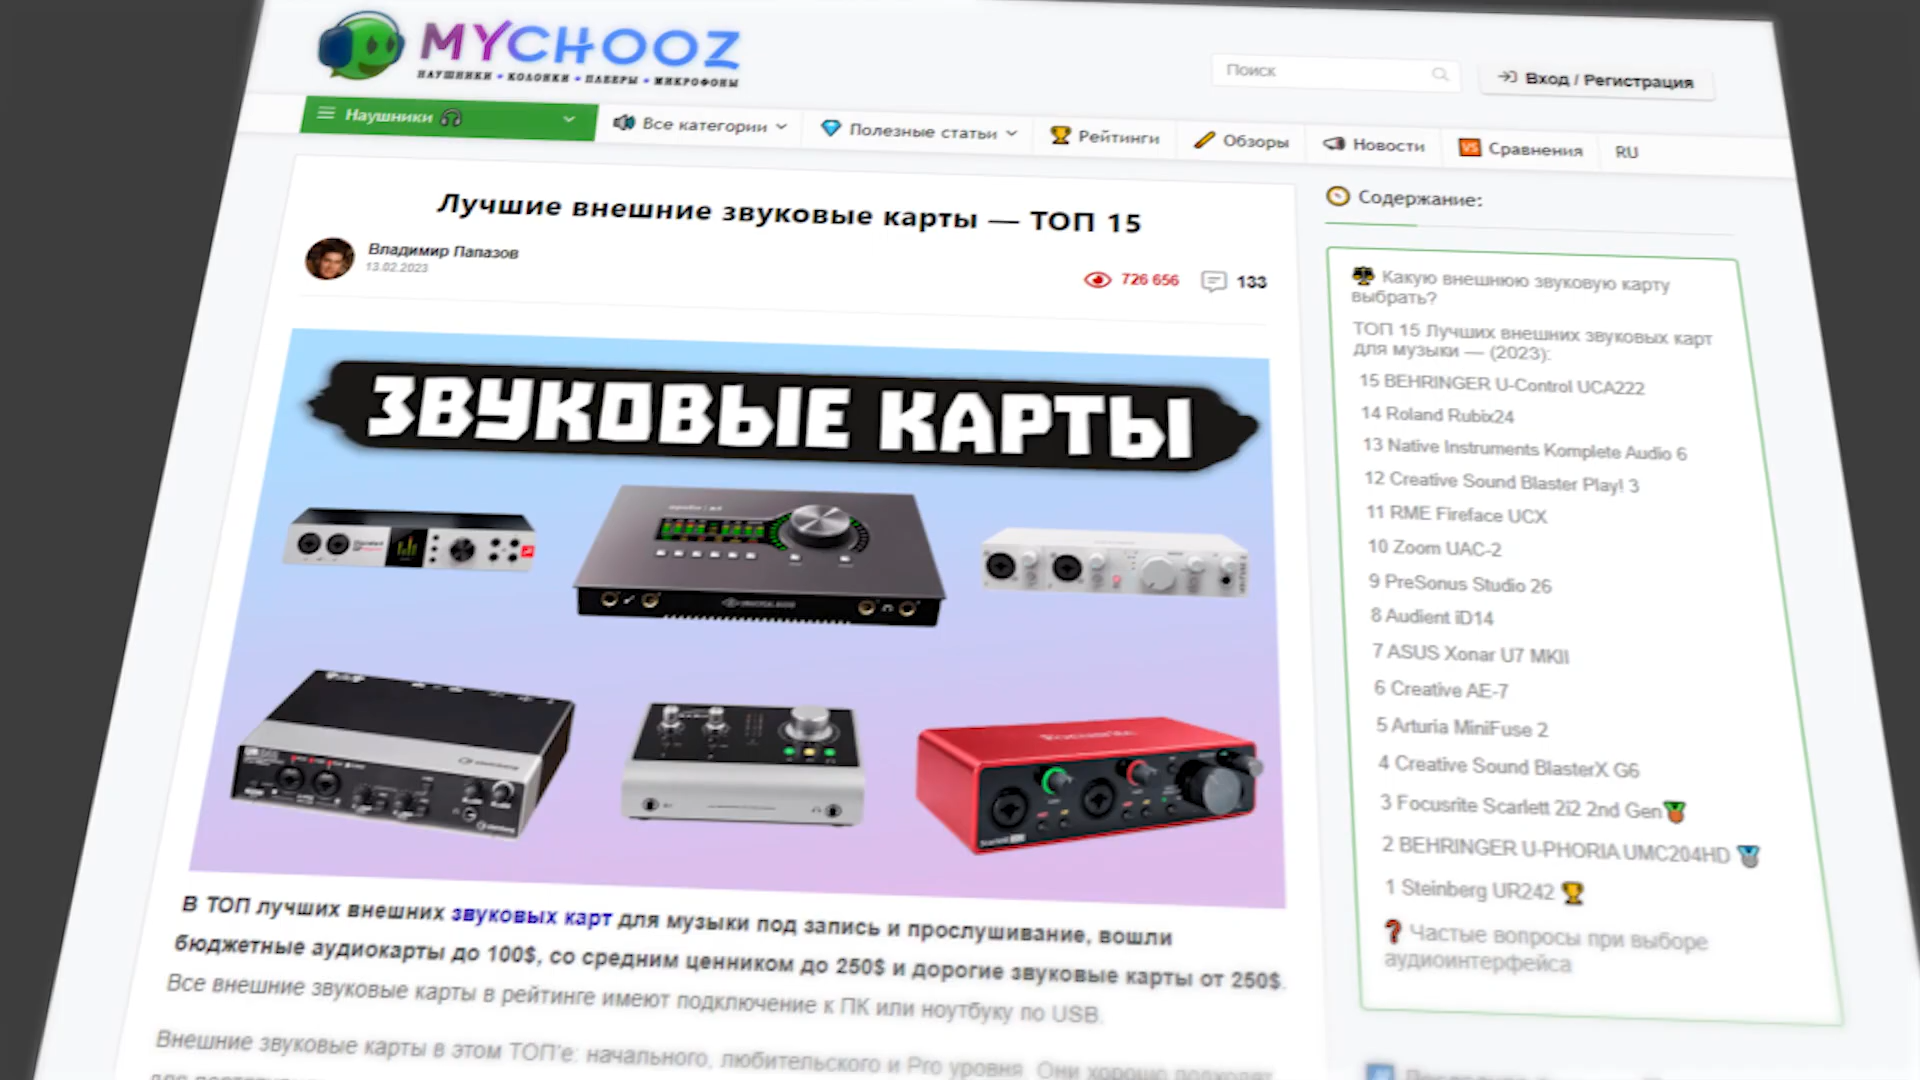 MYCHOOZ
НАУШНИКИ • КОЛОНКИ • ПЛЕЕРЫ • МИКРОФОНЫ
Поиск
Вход / Регистрация
Наушники
Все категории
Полезные статьи
Рейтинги
Обзоры
Новости
VS Сравнения
RU
Лучшие внешние звуковые карты — ТОП 15
Владимир Папазов
13.02.2023
726 656
133
ЗВУКОВЫЕ КАРТЫ
Focusrite
steinberg
В ТОП лучших внешних звуковых карт для музыки под запись и прослушивание, вошли
бюджетные аудиокарты до 100$, со средним ценником до 250$ и дорогие звуковые карты от 250$.
Все внешние звуковые карты в рейтинге имеют подключение к ПК или ноутбуку по USB.
Внешние звуковые карты в этом ТОП'е: начального, любительского и Pro уровня. Они хорошо подходят
Содержание:
Какую внешнюю звуковую карту
выбрать?
ТОП 15 Лучших внешних звуковых карт
для музыки — (2023):
15 BEHRINGER U-Control UCA222
14 Roland Rubix24
13 Native Instruments Komplete Audio 6
12 Creative Sound Blaster Play! 3
11 RME Fireface UCX
10 Zoom UAC-2
9 PreSonus Studio 26
8 Audient iD14
7 ASUS Xonar U7 MKII
6 Creative AE-7
5 Arturia MiniFuse 2
4 Creative Sound BlasterX G6
3 Focusrite Scarlett 2i2 2nd Gen
2 BEHRINGER U-PHORIA UMC204HD
1 Steinberg UR242
Частые вопросы при выборе
аудиоинтерфейса